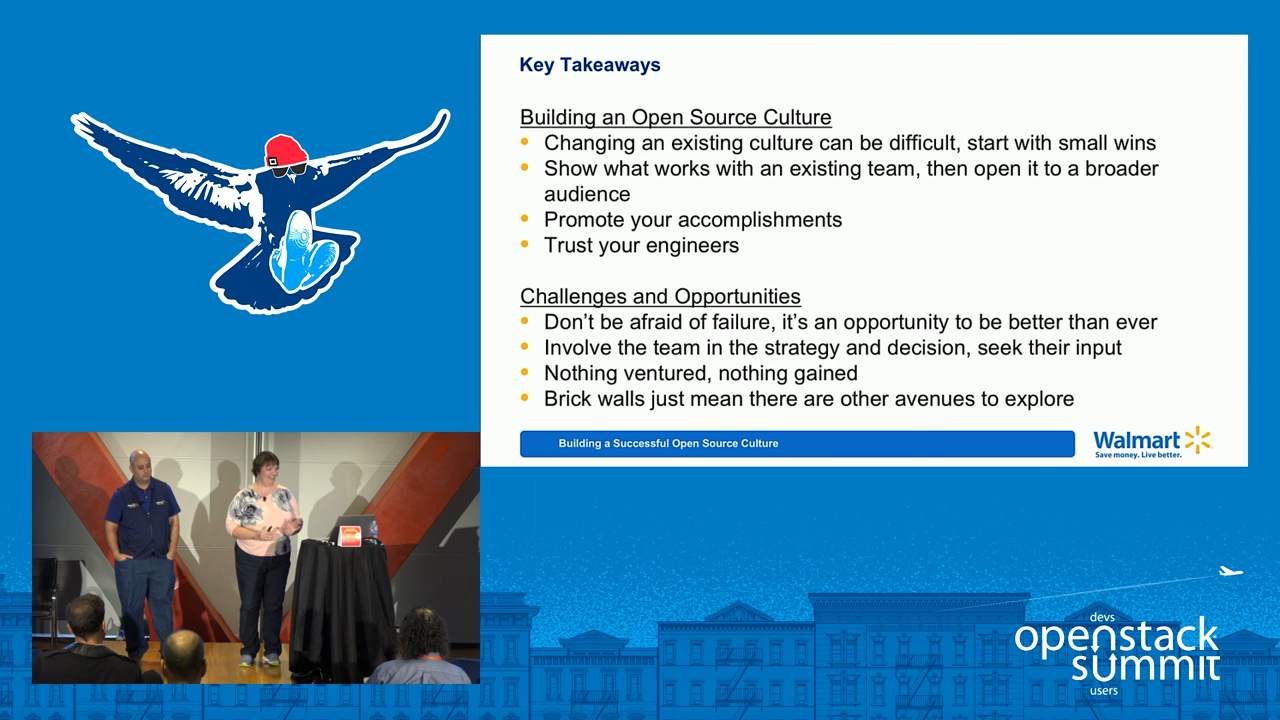 Key Takeaways
Building an Open Source Culture
• Changing an existing culture can be difficult, start with small wins
• Show what works with an existing team, then open it to a broader
audience
• Promote your accomplishments
• Trust your engineers
Challenges and Opportunities
• Don't be afraid of failure, it's an opportunity to be better than ever
• Involve the team in the strategy and decision, seek their input
• Nothing ventured, nothing gained
• Brick walls just mean there are other avenues to explore
Building a Successful Open Source Culture
Walmart
Save money. Live better.
devs
openstack
summit
users